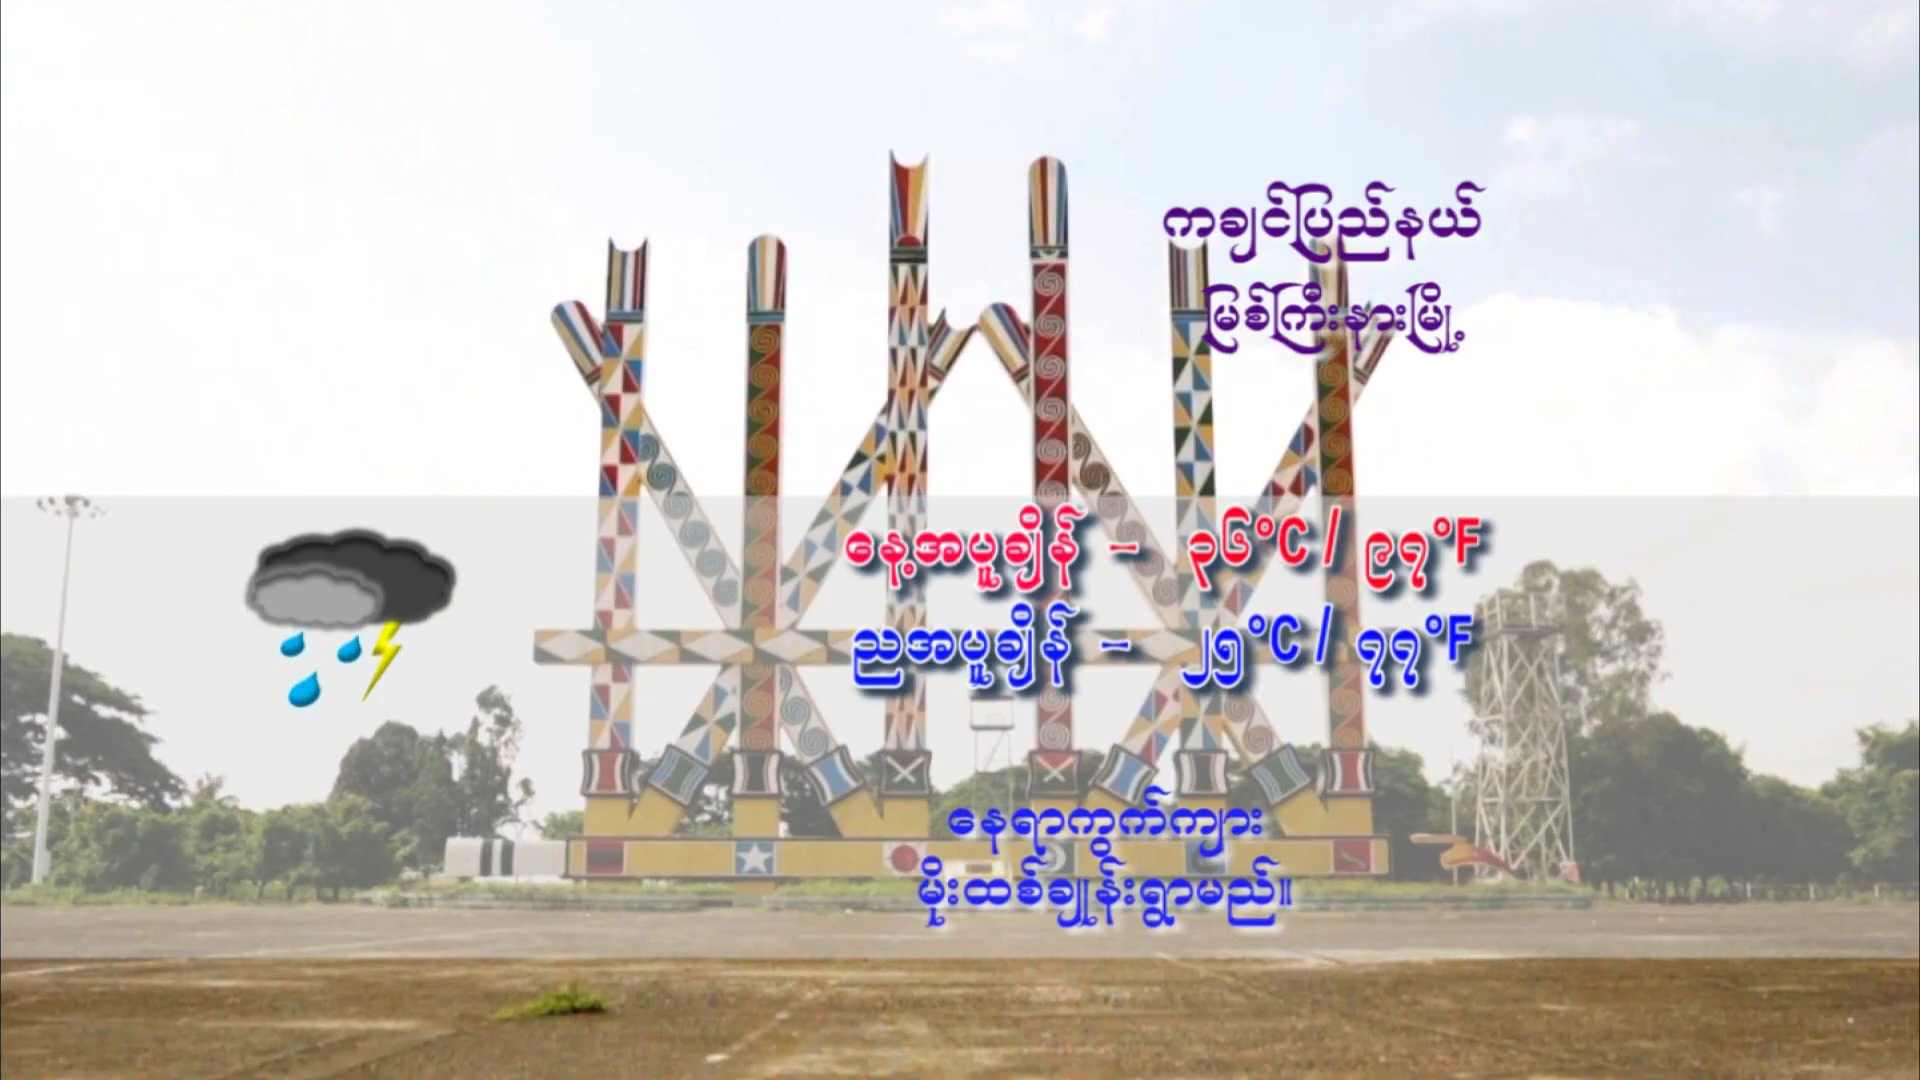 ကချင်ပြည်နယ်
မြစ်ကြီးနားမြို့
နေ့အပူချိန် - ၃၆°C / ၉၇°F
ညအပူချိန် - ၂၅°C / ၇၇°F
နေရာကွက်ကျား
မိုးထစ်ချုန်းရွာမည်။